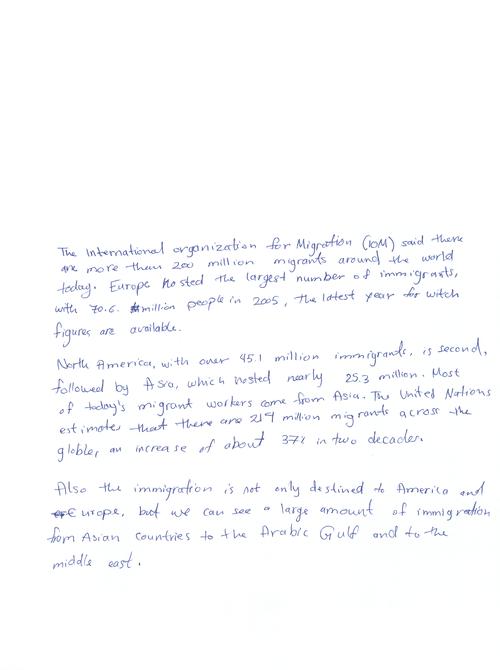 The International organization for Migration (IOM) said there
are more than 200 million migrants around the world
today. Europe hosted the largest number of immigrants,
with 70.6. million people in 2005, the latest year for witch
figures are available.
North America, with over 45.1 million immigrands, is second,
followed by Asia, which hosted nearly 25.3 million. Most
of today's migrant workers come from Asia. The United Nations
estimates that there are 214 million migrants across the
globle, an increase of about 37% in two decades.
Also the immigration is not only destined to America and
Europe, but we can see a large amount of immigration
from Asian Countries to the Arabic Gulf and to the
middle east.